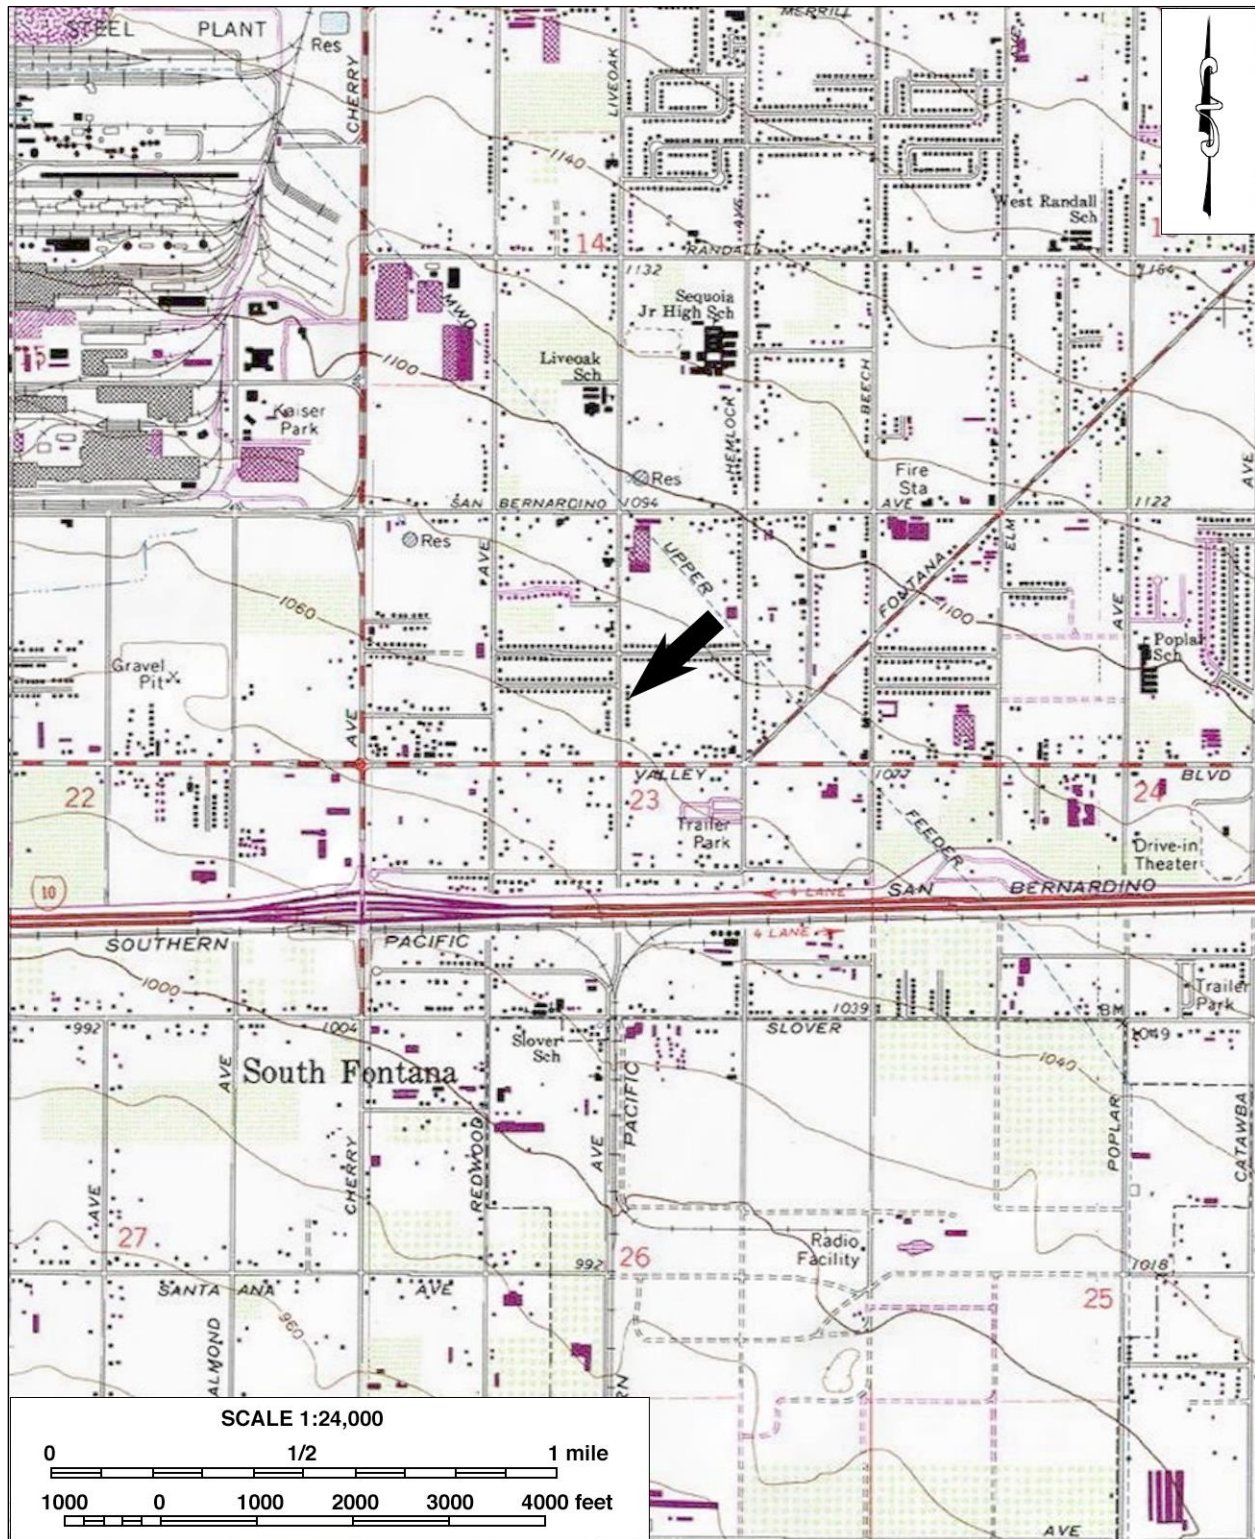 STEEL PLANT
Res
MERRILL
LIVEOAK
AVE
CHERRY
1140
AVE
West Randall
Sch
14
RANDALL
1132
1164
MWD
Sequoia
Jr High Sch
1100
Liveoak
Sch
BEECH
Kaiser
Park
HEMLOCK
Res
Fire
Sta
AVE
SAN BERNARDINO 1094
AVE
1122
Res
AVE
UPPER
ELM
FONTANA
1060
1100
AVE
Gravel
Pit
Poplar
Sch
AVE
VALLEY
1077
BLVD
22
23
24
Trailer
Park
FEEDER
Drive-in
Theater
10
4 LANE
SAN BERNARDINO
4 LANE
SOUTHERN PACIFIC
1000
Trailer
Park
992
1004
1039
BM
SLOVER
1049
Slover
Sch
1040
AVE
South Fontana
PACIFIC
CHERRY
REDWOOD
AVE
POPLAR
CATAWBA
AVE
27
26
Radio
Facility
992
1018
SANTA ANA AVE
25
960
ALMOND
RN
SCALE 1:24,000
0 1/2 1 mile
1000 0 1000 2000 3000 4000 feet
AVE